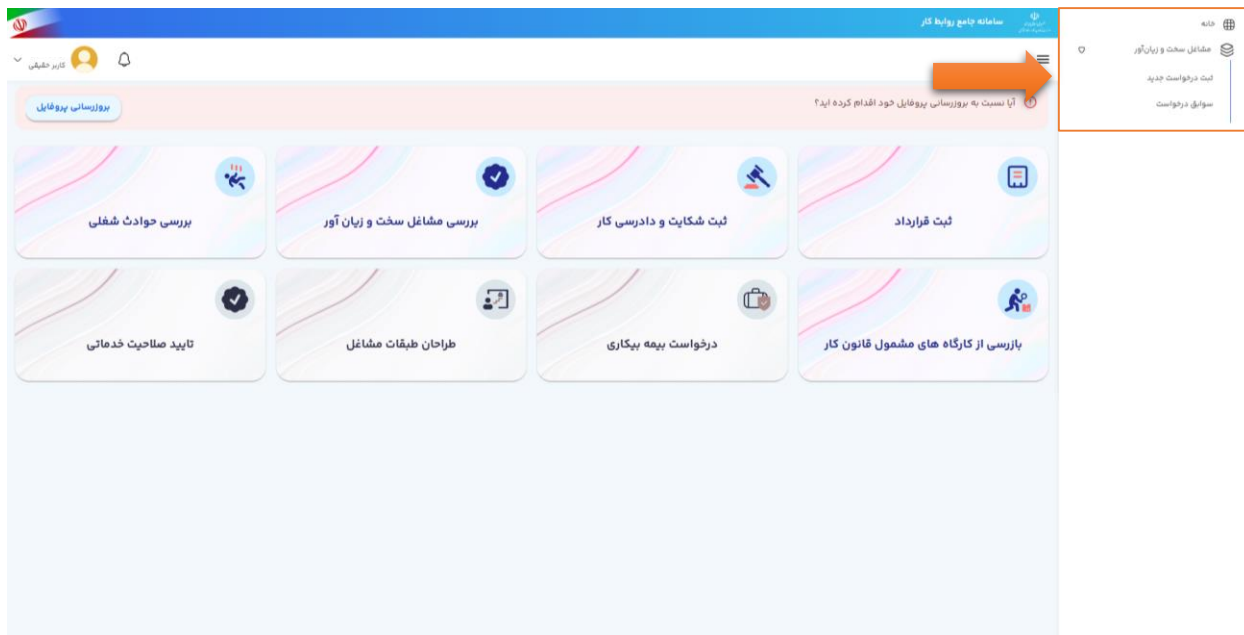 سامانه جامع روابط کار
خانه
مشاغل سخت و زیان‌آور
ثبت درخواست جدید
سوابق درخواست
کاربر حقیقی
آیا نسبت به بروزرسانی پروفایل خود اقدام کرده اید؟
بروزرسانی پروفایل
ثبت قرارداد
ثبت شکایت و دادرسی کار
بررسی مشاغل سخت و زیان آور
بررسی حوادث شغلی
بازرسی از کارگاه های مشمول قانون کار
درخواست بیمه بیکاری
طراحان طبقات مشاغل
تایید صلاحیت خدماتی